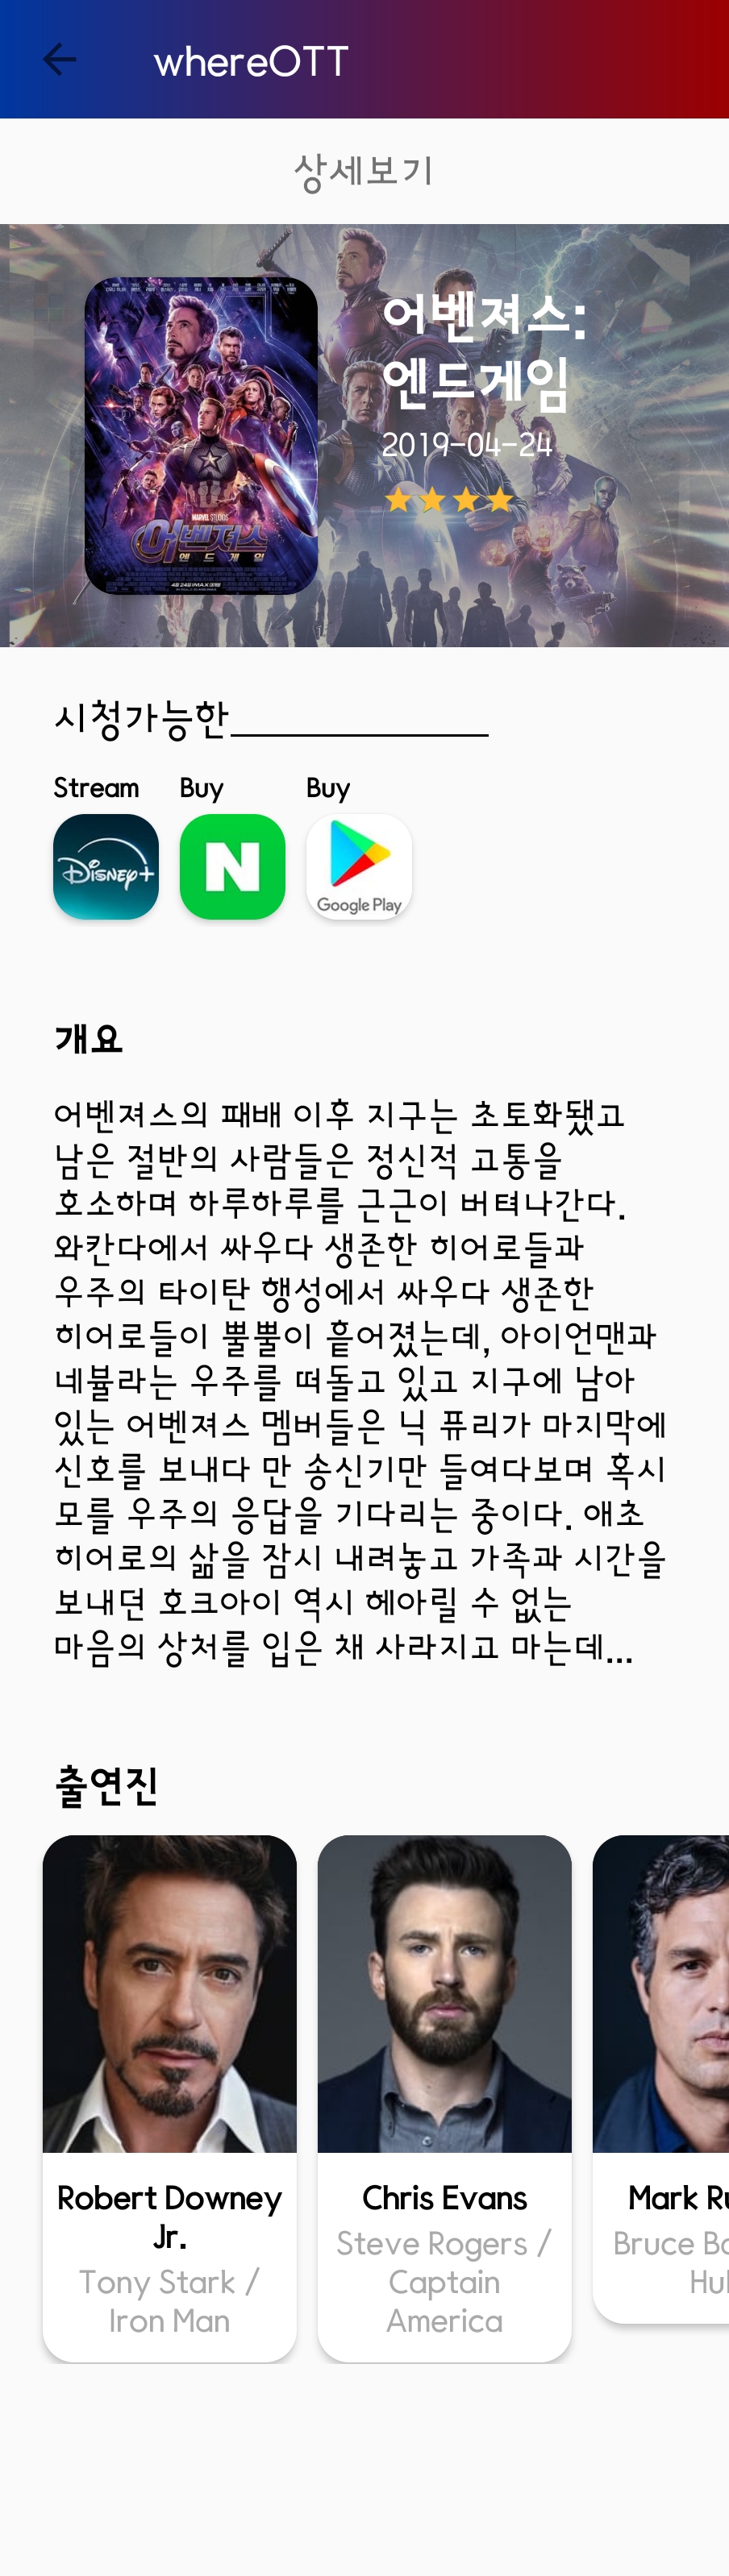 whereOTT
상세보기
어벤져스:
엔드게임
2019-04-24
MARVEL STUDIOS
어벤져스
엔드게임
시청가능한
Stream Buy Buy
Disney+
N
Google Play
개요
어벤져스의 패배 이후 지구는 초토화됐고
남은 절반의 사람들은 정신적 고통을
호소하며 하루하루를 근근이 버텨나간다.
와칸다에서 싸우다 생존한 히어로들과
우주의 타이탄 행성에서 싸우다 생존한
히어로들이 뿔뿔이 흩어졌는데, 아이언맨과
네뷸라는 우주를 떠돌고 있고 지구에 남아
있는 어벤져스 멤버들은 닉 퓨리가 마지막에
신호를 보내다 만 송신기만 들여다보며 혹시
모를 우주의 응답을 기다리는 중이다. 애초
히어로의 삶을 잠시 내려놓고 가족과 시간을
보내던 호크아이 역시 헤아릴 수 없는
마음의 상처를 입은 채 사라지고 마는데...
출연진
Robert Downey
Jr.
Tony Stark /
Iron Man
Chris Evans
Steve Rogers /
Captain
America
Mark
Bruce